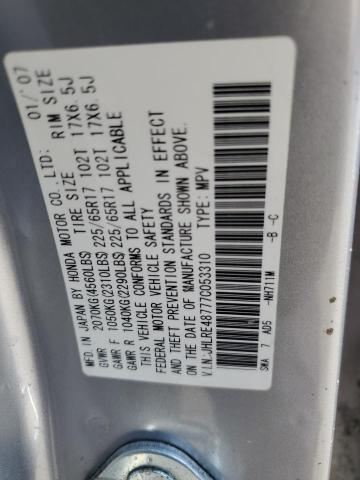 MFD. IN JAPAN BY HONDA MOTOR CO. LTD: 01/'07
TIRE SIZE RIM SIZE
GVWR 2070KG(4560LBS)
GAWR F 1050KG(2310LBS) 225/65R17 102T 17X6.5J
GAWR R 1040KG(2290LBS) 225/65R17 102T 17X6.5J
THIS VEHICLE CONFORMS TO ALL APPLICABLE
FEDERAL MOTOR VEHICLE SAFETY
AND THEFT PREVENTION STANDARDS IN EFFECT
ON THE DATE OF MANUFACTURE SHOWN ABOVE.
V.I.N.:JHLRE48777C053310 TYPE: MPV
SWA 7 A05 -NH711M -B -C